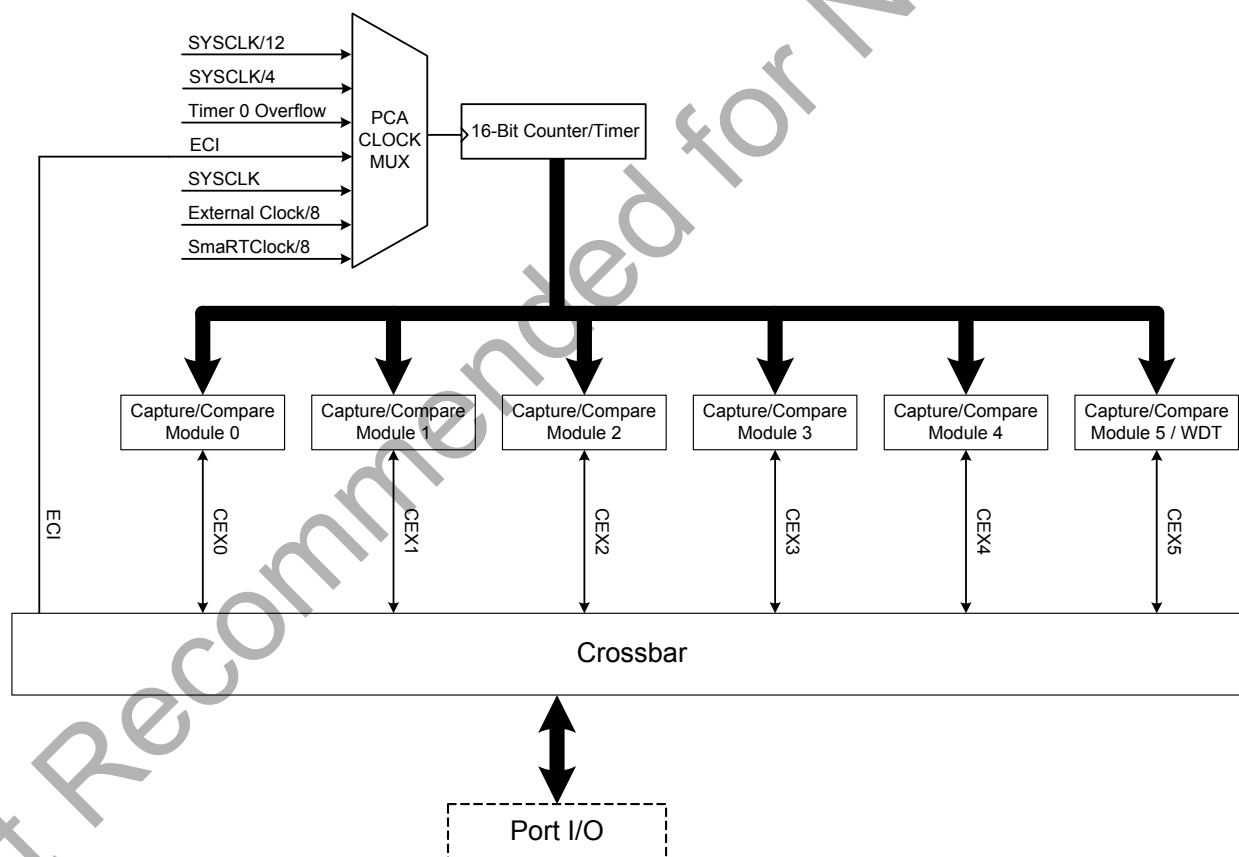 SYSCLK/12
SYSCLK/4
Timer 0 Overflow
ECI
SYSCLK
External Clock/8
SmaRTClock/8
PCA
CLOCK
MUX
16-Bit Counter/Timer
Capture/Compare
Module 0
Capture/Compare
Module 1
Capture/Compare
Module 2
Capture/Compare
Module 3
Capture/Compare
Module 4
Capture/Compare
Module 5 / WDT
ECI
CEX0
CEX1
CEX2
CEX3
CEX4
CEX5
Crossbar
Port I/O
Recommended for